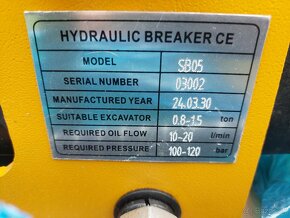 HYDRAULIC BREAKER CE
MODEL SB05
SERIAL NUMBER 03002
MANUFACTURED YEAR 24.03.30
SUITABLE EXCAVATOR 0.8-1.5 ton
REQUIRED OIL FLOW 10-20 l/min
REQUIRED PRESSURE 100-120 bar